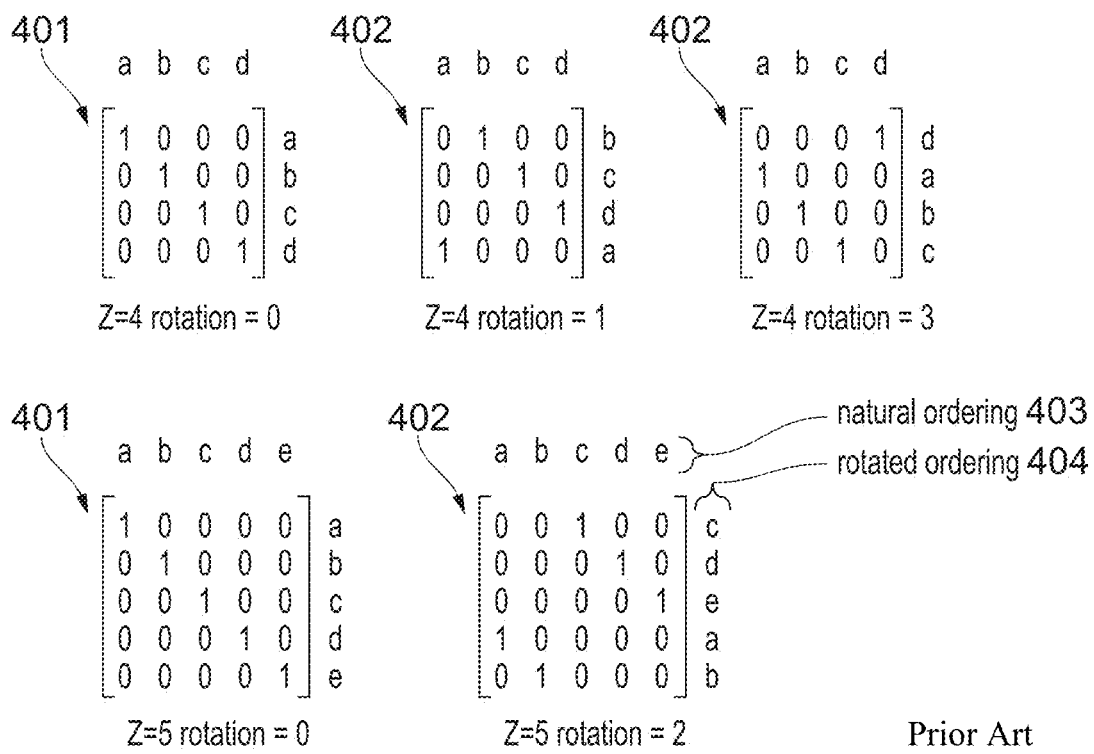 401 402 402
a b c d a b c d a b c d
1 0 0 0 a 0 1 0 0 b 0 0 0 1 d
0 1 0 0 b 0 0 1 0 c 1 0 0 0 a
0 0 1 0 c 0 0 0 1 d 0 1 0 0 b
0 0 0 1 d 1 0 0 0 a 0 0 1 0 c
Z=4 rotation = 0 Z=4 rotation = 1 Z=4 rotation = 3
401 402 natural ordering 403
a b c d e a b c d e rotated ordering 404
1 0 0 0 0 a 0 0 1 0 0 c
0 1 0 0 0 b 0 0 0 1 0 d
0 0 1 0 0 c 0 0 0 0 1 e
0 0 0 1 0 d 1 0 0 0 0 a
0 0 0 0 1 e 0 1 0 0 0 b
Z=5 rotation = 0 Z=5 rotation = 2 Prior Art